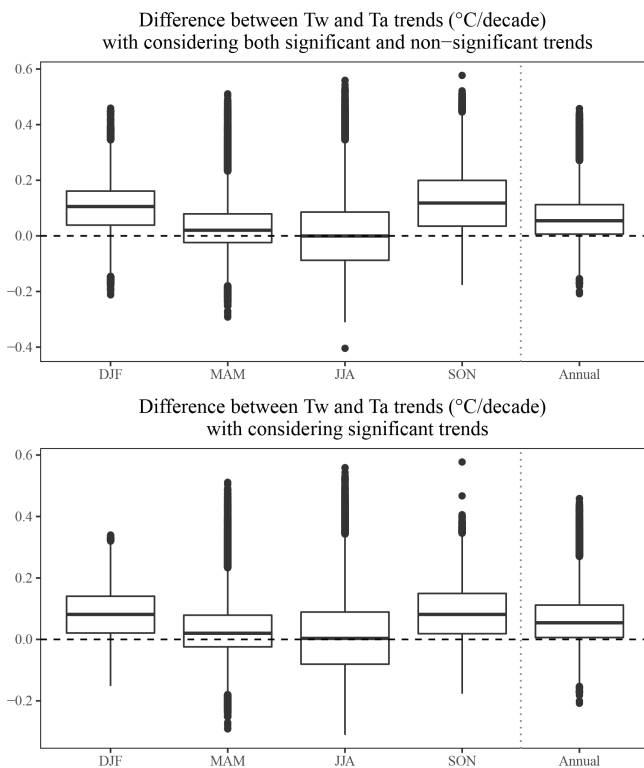 Difference between Tw and Ta trends (°C/decade)
with considering both significant and non−significant trends
0.6
0.4
0.2
0.0
−0.2
−0.4
DJF MAM JJA SON Annual
Difference between Tw and Ta trends (°C/decade)
with considering significant trends
0.6
0.4
0.2
0.0
−0.2
DJF MAM JJA SON Annual